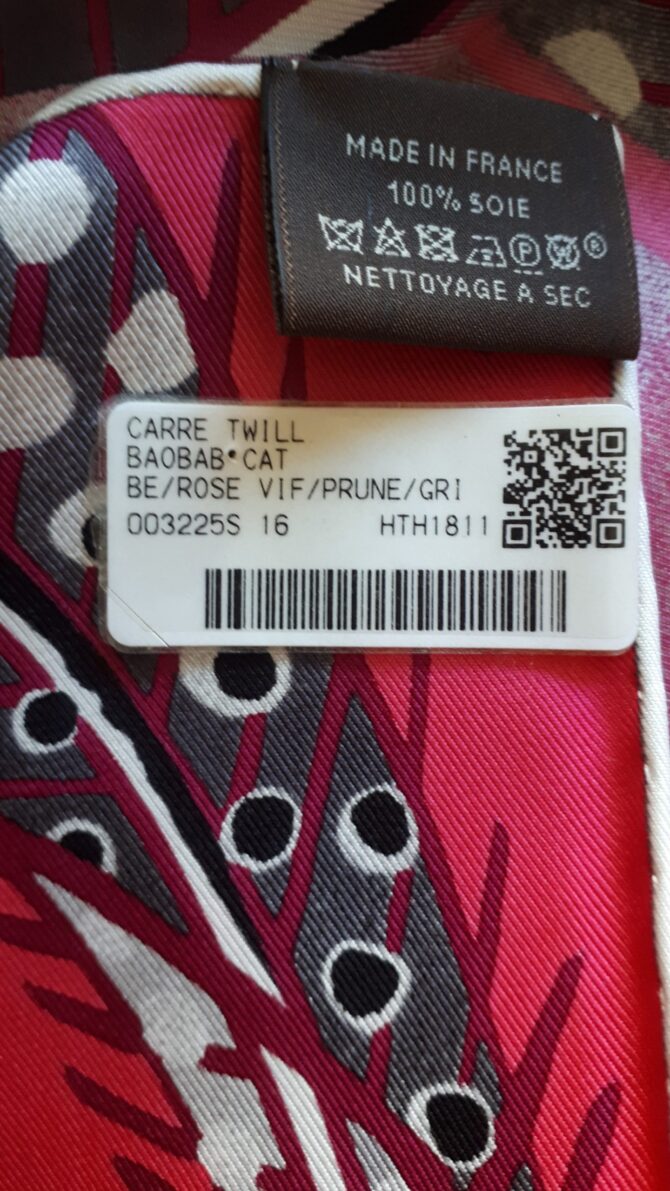 MADE IN FRANCE
100% SOIE
P
®
NETTOYAGE A SEC
CARRE TWILL
BAOBAB CAT
BE/ROSE VIF/PRUNE/GRI
003225S 16 HTH1811